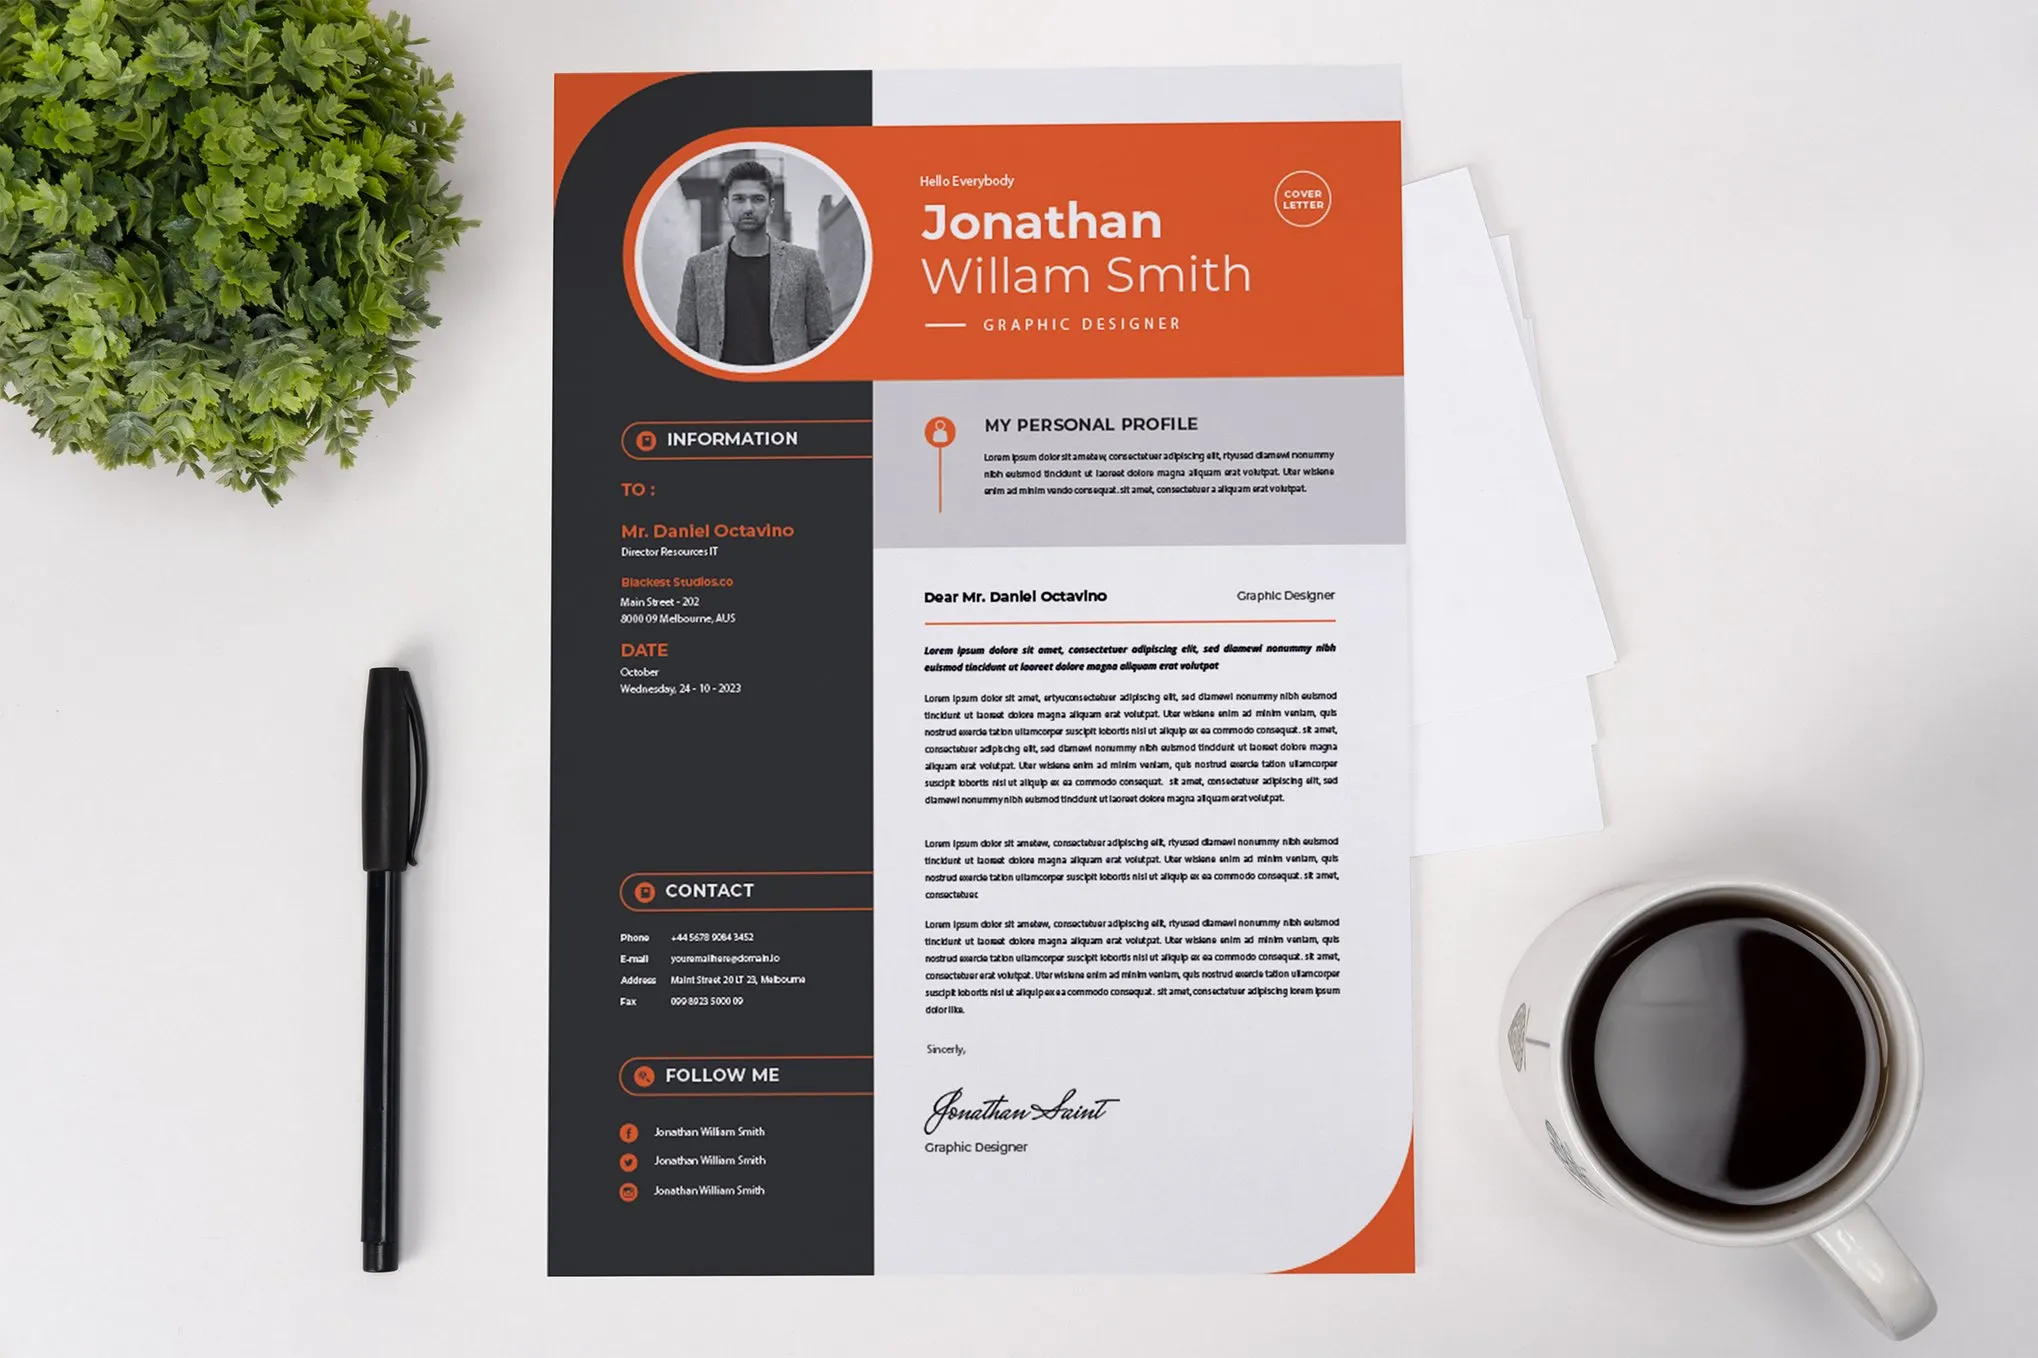 Hello Everybody
Jonathan
Willam Smith
GRAPHIC DESIGNER
COVER
LETTER
INFORMATION
TO :
Mr. Daniel Octavino
Director Resources IT
Blackest Studios.co
Main Street - 202
8000 09 Melbourne, AUS
DATE
October
Wednesday, 24 - 10 - 2023
CONTACT
Phone +44 5678 9084 3452
E-mail youremailhere@domain.io
Address Maint Street 20 LT 23, Melbourne
Fax 099 8923 5000 09
FOLLOW ME
Jonathan William Smith
Jonathan William Smith
Jonathan William Smith
MY PERSONAL PROFILE
Lorem ipsum dolor sit ametew, consectetuer adipiscing elit, rtyused diamewl nonummy
nibh euismod tincidunt ut laoreet dolore magna aliquam erat volutpat. Uter wisiene
enim ad minim vendo consequat. sit amet, consectetuer a aliquam erat volutpat.
Dear Mr. Daniel Octavino
Graphic Designer
Lorem ipsum dolore sit amet, consectetuer adipiscing elit, sed diamewl nonummy nibh
euismod tincidunt ut laoreet dolore magna aliquam erat volutpat
Lorem ipsum dolor sit amet, ertyuconsectetuer adipiscing elit, sed diamewl nonummy nibh euismod
tincidunt ut laoreet dolore magna aliquam erat volutpat. Uter wisiene enim ad minim veniam, quis
nostrud exercie tation ullamcorper suscipit lobortis nisl ut aliquip ex ea commodo consequat. sit amet,
consectetuer adipiscing elit, sed diamewl nonummy nibh euismod tincidunt ut laoreet dolore magna
aliquam erat volutpat. Uter wisiene enim ad minim veniam, quis nostrud exercie tation ullamcorper
suscipit lobortis nisl ut aliquip ex ea commodo consequat. sit amet, consectetuer adipiscing elit, sed
diamewl nonummy nibh euismod tincidunt ut laoreet dolore magna aliquam erat volutpat.
Lorem ipsum dolor sit ametew, consectetuer adipiscing elit, rtyused diamewl nonummy nibh euismod
tincidunt ut laoreet dolore magna aliquam erat volutpat. Uter wisiene enim ad minim veniam, quis
nostrud exercie tation ullamcorper suscipit lobortis nisl ut aliquip ex ea commodo consequat. sit amet,
consectetuer.
Lorem ipsum dolor sit ametew, consectetuer adipiscing elit, rtyused diamewl nonummy nibh euismod
tincidunt ut laoreet dolore magna aliquam erat volutpat. Uter wisiene enim ad minim veniam, quis
nostrud exercie tation ullamcorper suscipit lobortis nisl ut aliquip ex ea commodo consequat. sit amet,
consectetuer erat volutpat. Uter wisiene enim ad minim veniam, quis nostrud exercie tation ullamcorper
suscipit lobortis nisl ut aliquip ex ea commodo consequat. sit amet, consectetuer adipiscing lorem ipsum
dolor like.
Sincerly,
Jonathan Saint
Graphic Designer